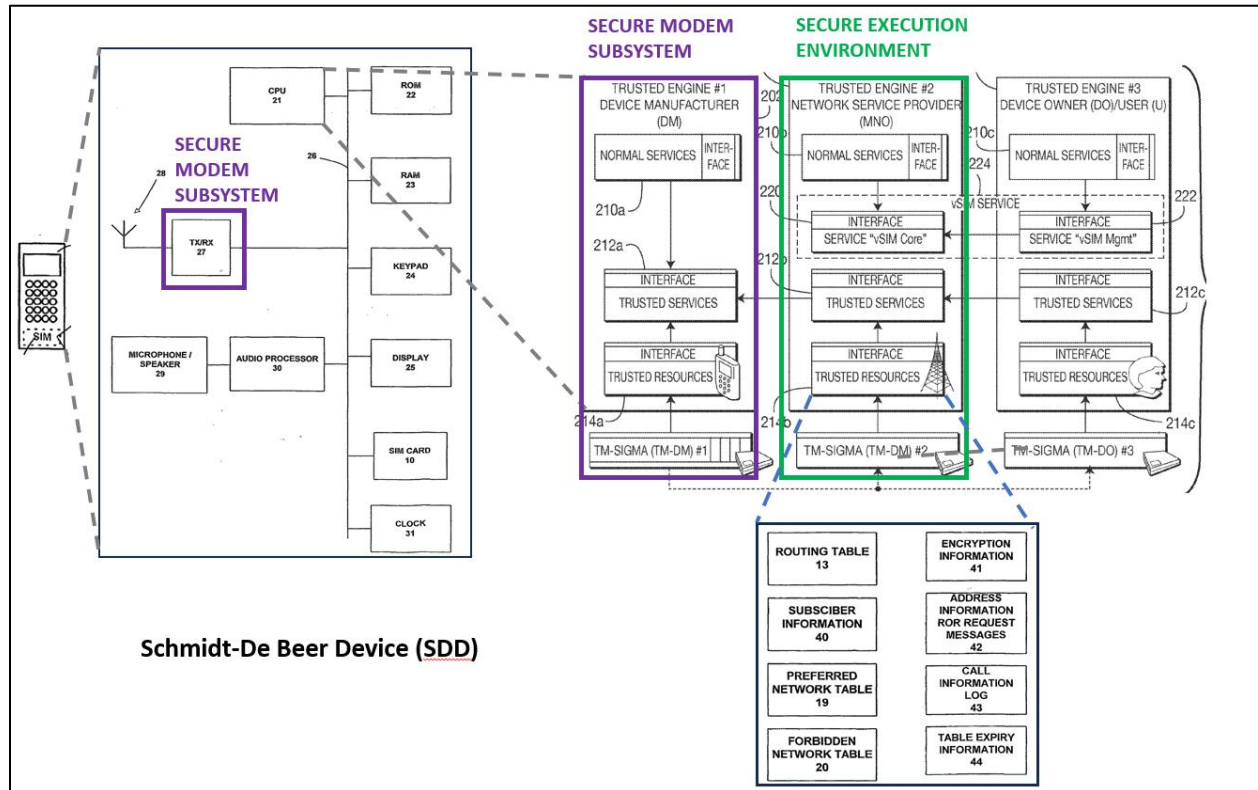 SECURE MODEM
SUBSYSTEM
SECURE EXECUTION
ENVIRONMENT
CPU
21
ROM
22
SECURE
MODEM
SUBSYSTEM
26
28
TX/RX
27
RAM
23
KEYPAD
24
SIM
MICROPHONE /
SPEAKER
29
AUDIO PROCESSOR
30
DISPLAY
25
SIM CARD
10
CLOCK
31
Schmidt-De Beer Device (SDD)
TRUSTED ENGINE #1
DEVICE MANUFACTURER
(DM)
202
TRUSTED ENGINE #2
NETWORK SERVICE PROVIDER
(MNO)
TRUSTED ENGINE #3
DEVICE OWNER (DO)/USER (U)
210b
210c
NORMAL SERVICES
INTER-
FACE
NORMAL SERVICES
INTER-
FACE
NORMAL SERVICES
INTER-
FACE
224
210a
220
vSIM SERVICE
222
INTERFACE
SERVICE "vSIM Core"
INTERFACE
SERVICE "vSIM Mgmt"
212a
212b
INTERFACE
TRUSTED SERVICES
INTERFACE
TRUSTED SERVICES
INTERFACE
TRUSTED SERVICES
212c
INTERFACE
TRUSTED RESOURCES
INTERFACE
TRUSTED RESOURCES
INTERFACE
TRUSTED RESOURCES
214a
214b
214c
TM-SIGMA (TM-DM) #1
TM-SIGMA (TM-DM) #2
TM-SIGMA (TM-DO) #3
ROUTING TABLE
13
ENCRYPTION
INFORMATION
41
SUBSCIBER
INFORMATION
40
ADDRESS
INFORMATION
ROR REQUEST
MESSAGES
42
PREFERRED
NETWORK TABLE
19
CALL
INFORMATION
LOG
43
FORBIDDEN
NETWORK TABLE
20
TABLE EXPIRY
INFORMATION
44